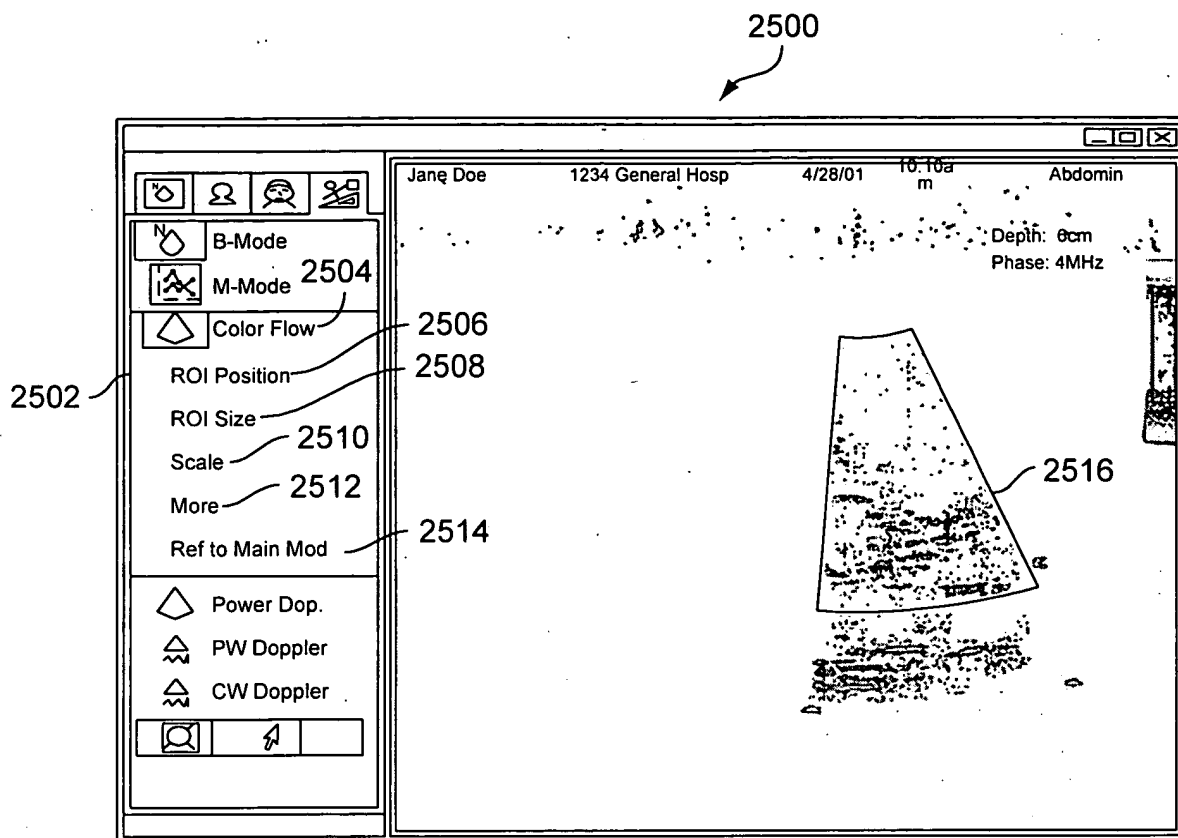 2500
Jane Doe 1234 General Hosp 4/28/01 10:10a m Abdomin
N B-Mode
Depth: 6cm
M-Mode 2504
Phase: 4MHz
Color Flow 2506
ROI Position 2508
2502
ROI Size 2510
Scale 2512
2516
More 2514
Ref to Main Mod
Power Dop.
PW Doppler
CW Doppler